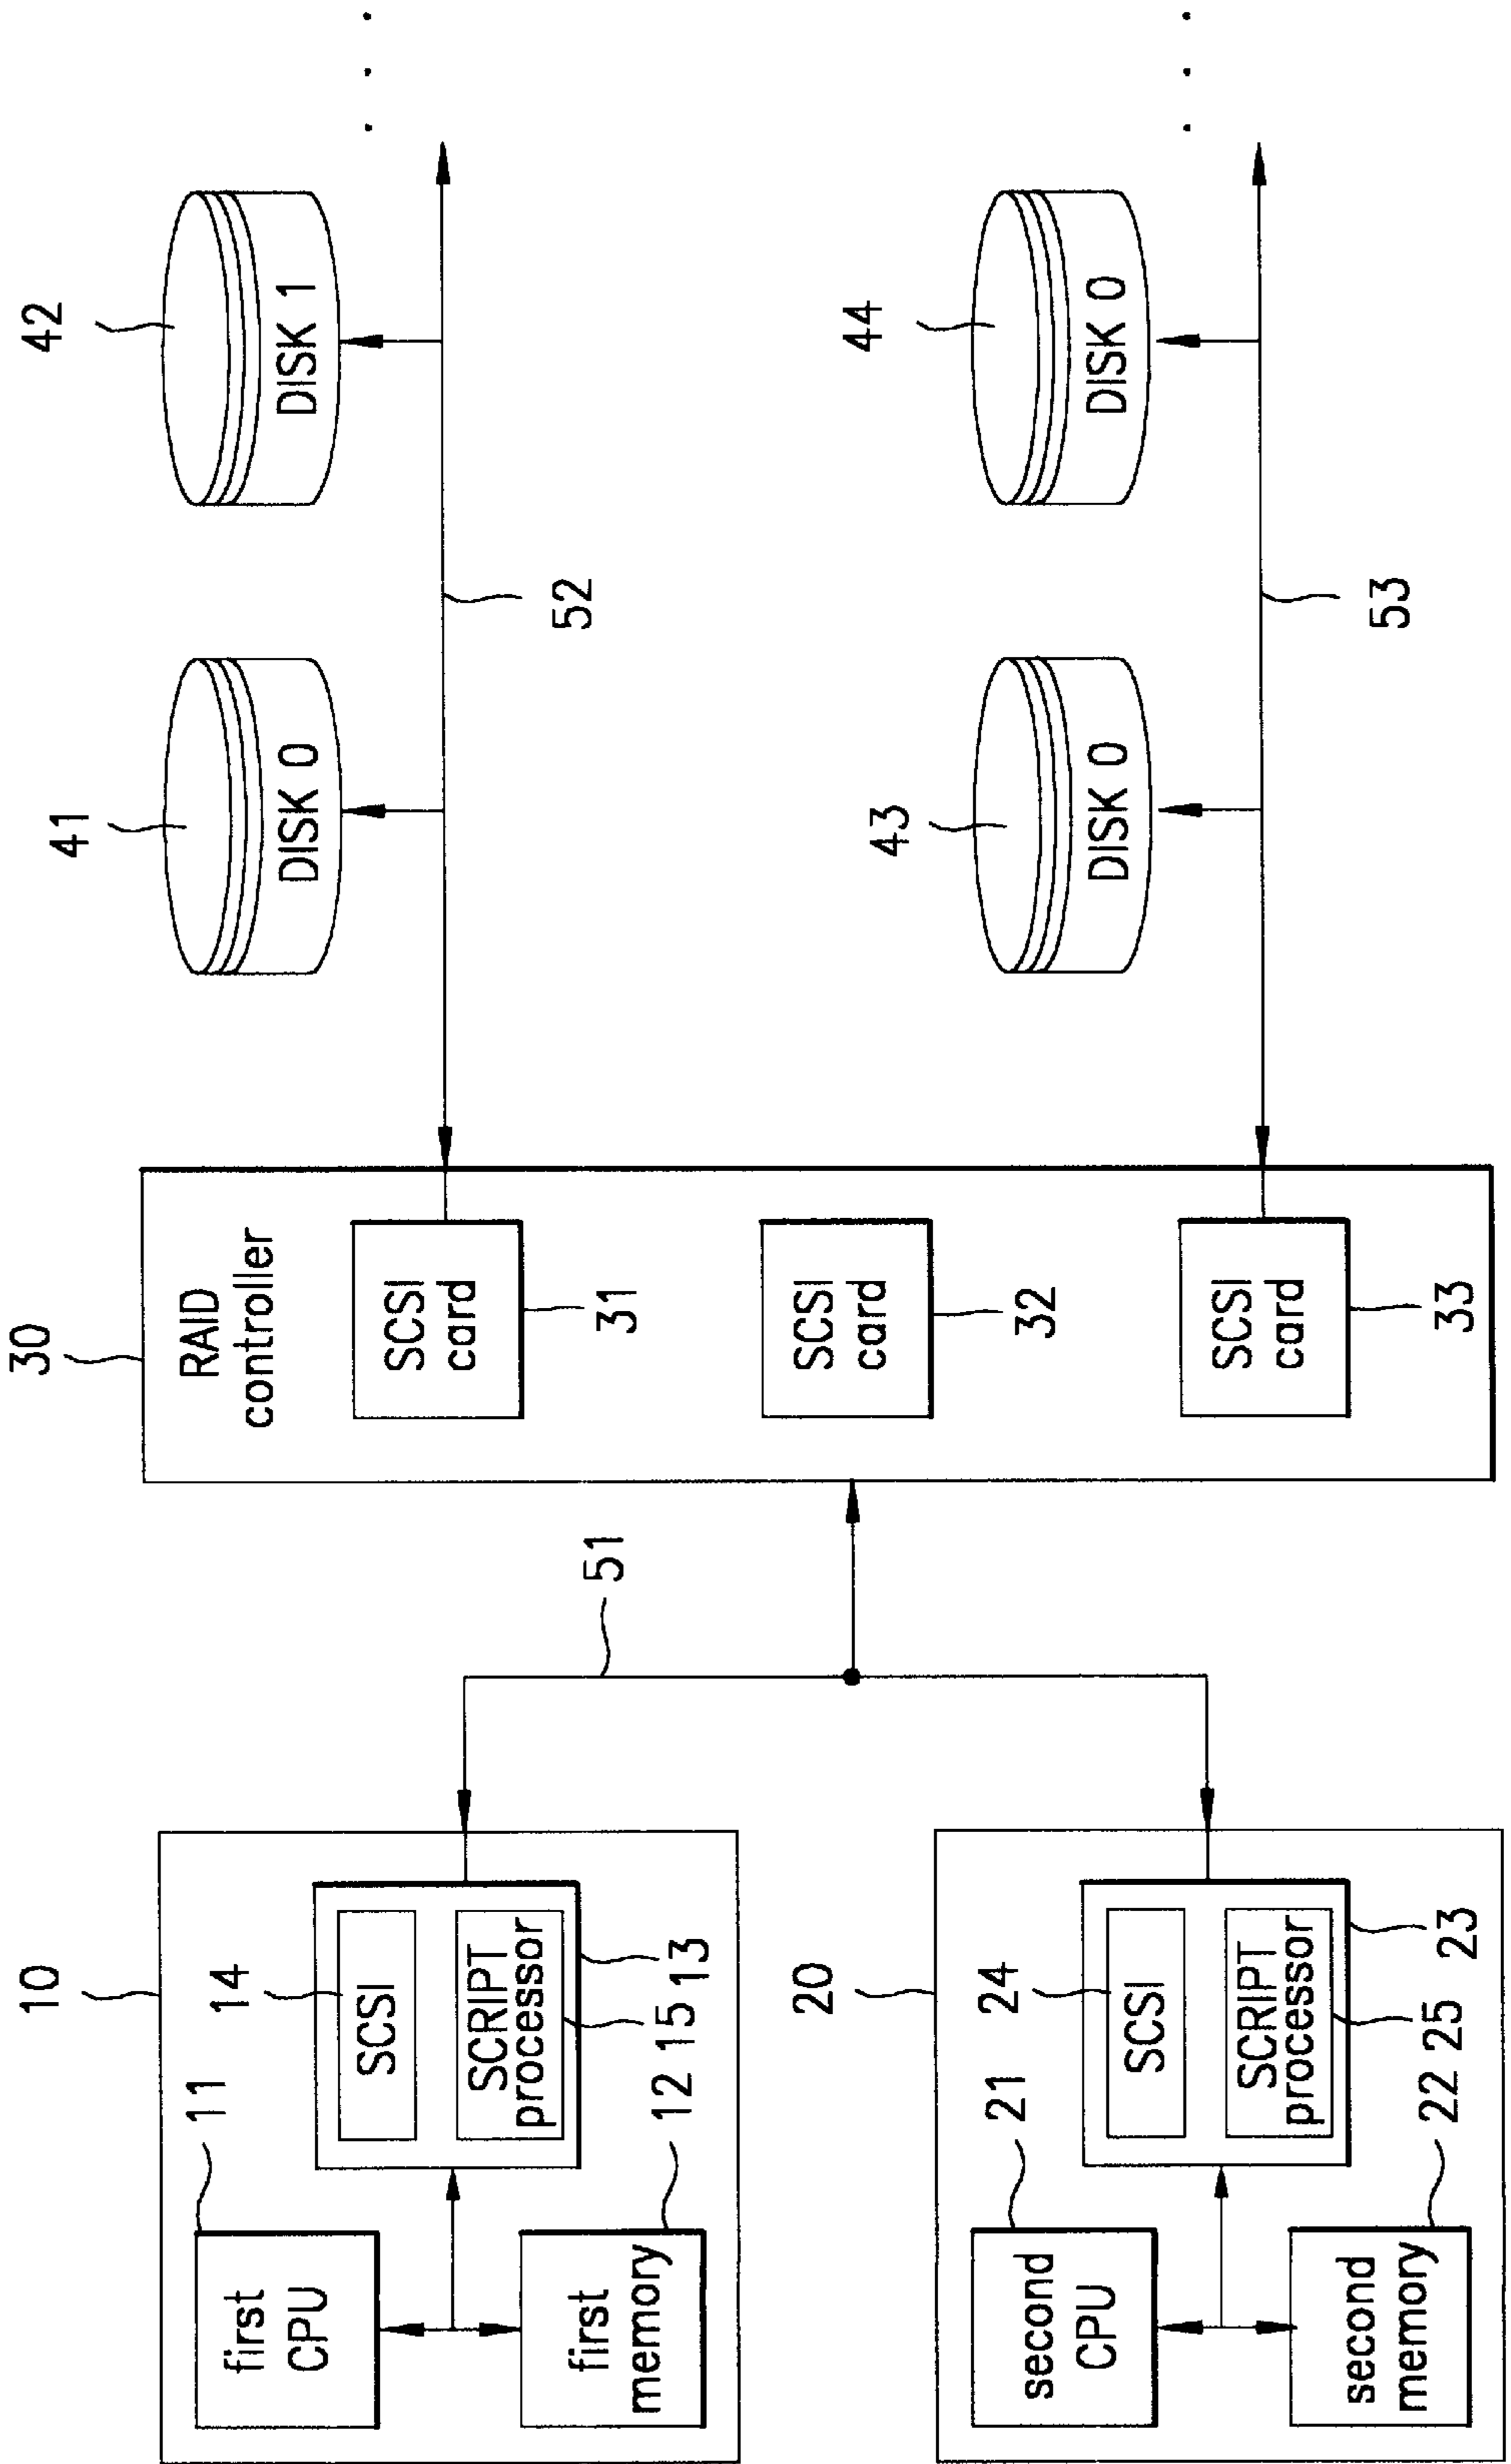 10
11
first
CPU
14
SCSI
SCRIPT
processor
13
15
12
first
memory
20
21
second
CPU
24
SCSI
SCRIPT
processor
23
25
22
second
memory
51
30
RAID
controller
SCSI
card
31
SCSI
card
32
SCSI
card
33
41
DISK 0
42
DISK 1
. . .
52
43
DISK 0
44
DISK 0
. . .
53